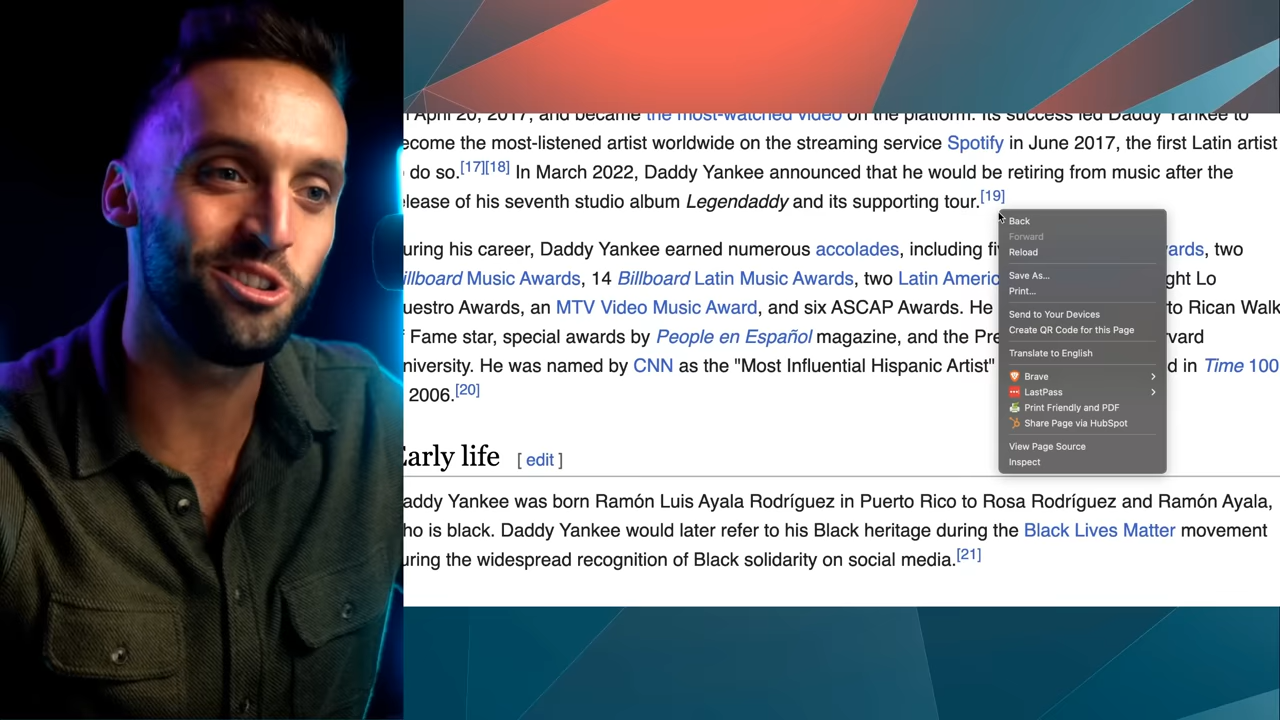 April 20, 2017, and became the most-watched video on the platform. Its success led Daddy Yankee to
ecome the most-listened artist worldwide on the streaming service Spotify in June 2017, the first Latin artist
do so.[17][18] In March 2022, Daddy Yankee announced that he would be retiring from music after the
elease of his seventh studio album Legendaddy and its supporting tour.[19]
uring his career, Daddy Yankee earned numerous accolades, including fi ards, two
illboard Music Awards, 14 Billboard Latin Music Awards, two Latin Americ ght Lo
uestro Awards, an MTV Video Music Award, and six ASCAP Awards. He to Rican Walk
f Fame star, special awards by People en Español magazine, and the Pre rvard
niversity. He was named by CNN as the "Most Influential Hispanic Artist" d in Time 100
2006.[20]
Back
Forward
Reload
Save As...
Print...
Send to Your Devices
Create QR Code for this Page
Translate to English
Brave
LastPass
Print Friendly and PDF
Share Page via HubSpot
View Page Source
Inspect
Early life [ edit ]
addy Yankee was born Ramón Luis Ayala Rodríguez in Puerto Rico to Rosa Rodríguez and Ramón Ayala,
ho is black. Daddy Yankee would later refer to his Black heritage during the Black Lives Matter movement
uring the widespread recognition of Black solidarity on social media.[21]